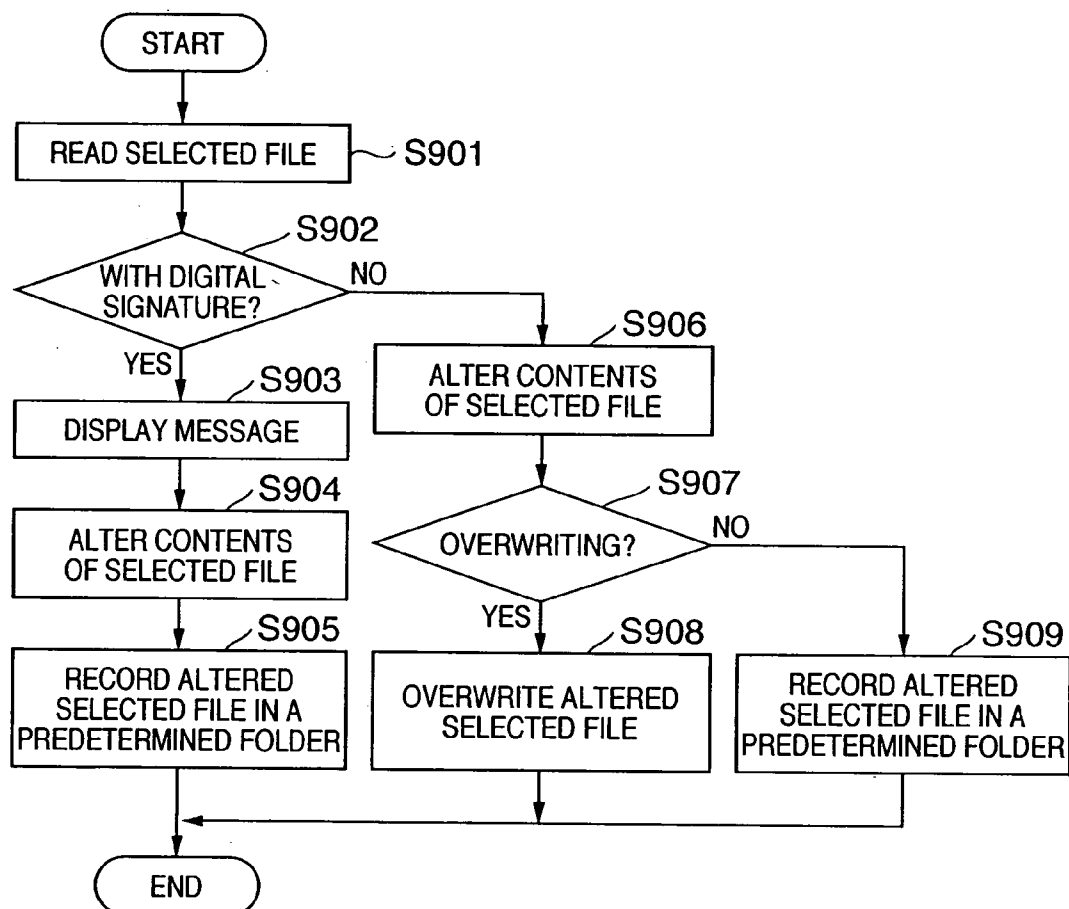 START
READ SELECTED FILE
S901
S902
WITH DIGITAL
SIGNATURE?
NO
YES
S903
DISPLAY MESSAGE
S904
ALTER CONTENTS
OF SELECTED FILE
S905
RECORD ALTERED
SELECTED FILE IN A
PREDETERMINED FOLDER
S906
ALTER CONTENTS
OF SELECTED FILE
S907
OVERWRITING?
NO
YES
S908
OVERWRITE ALTERED
SELECTED FILE
S909
RECORD ALTERED
SELECTED FILE IN A
PREDETERMINED FOLDER
END